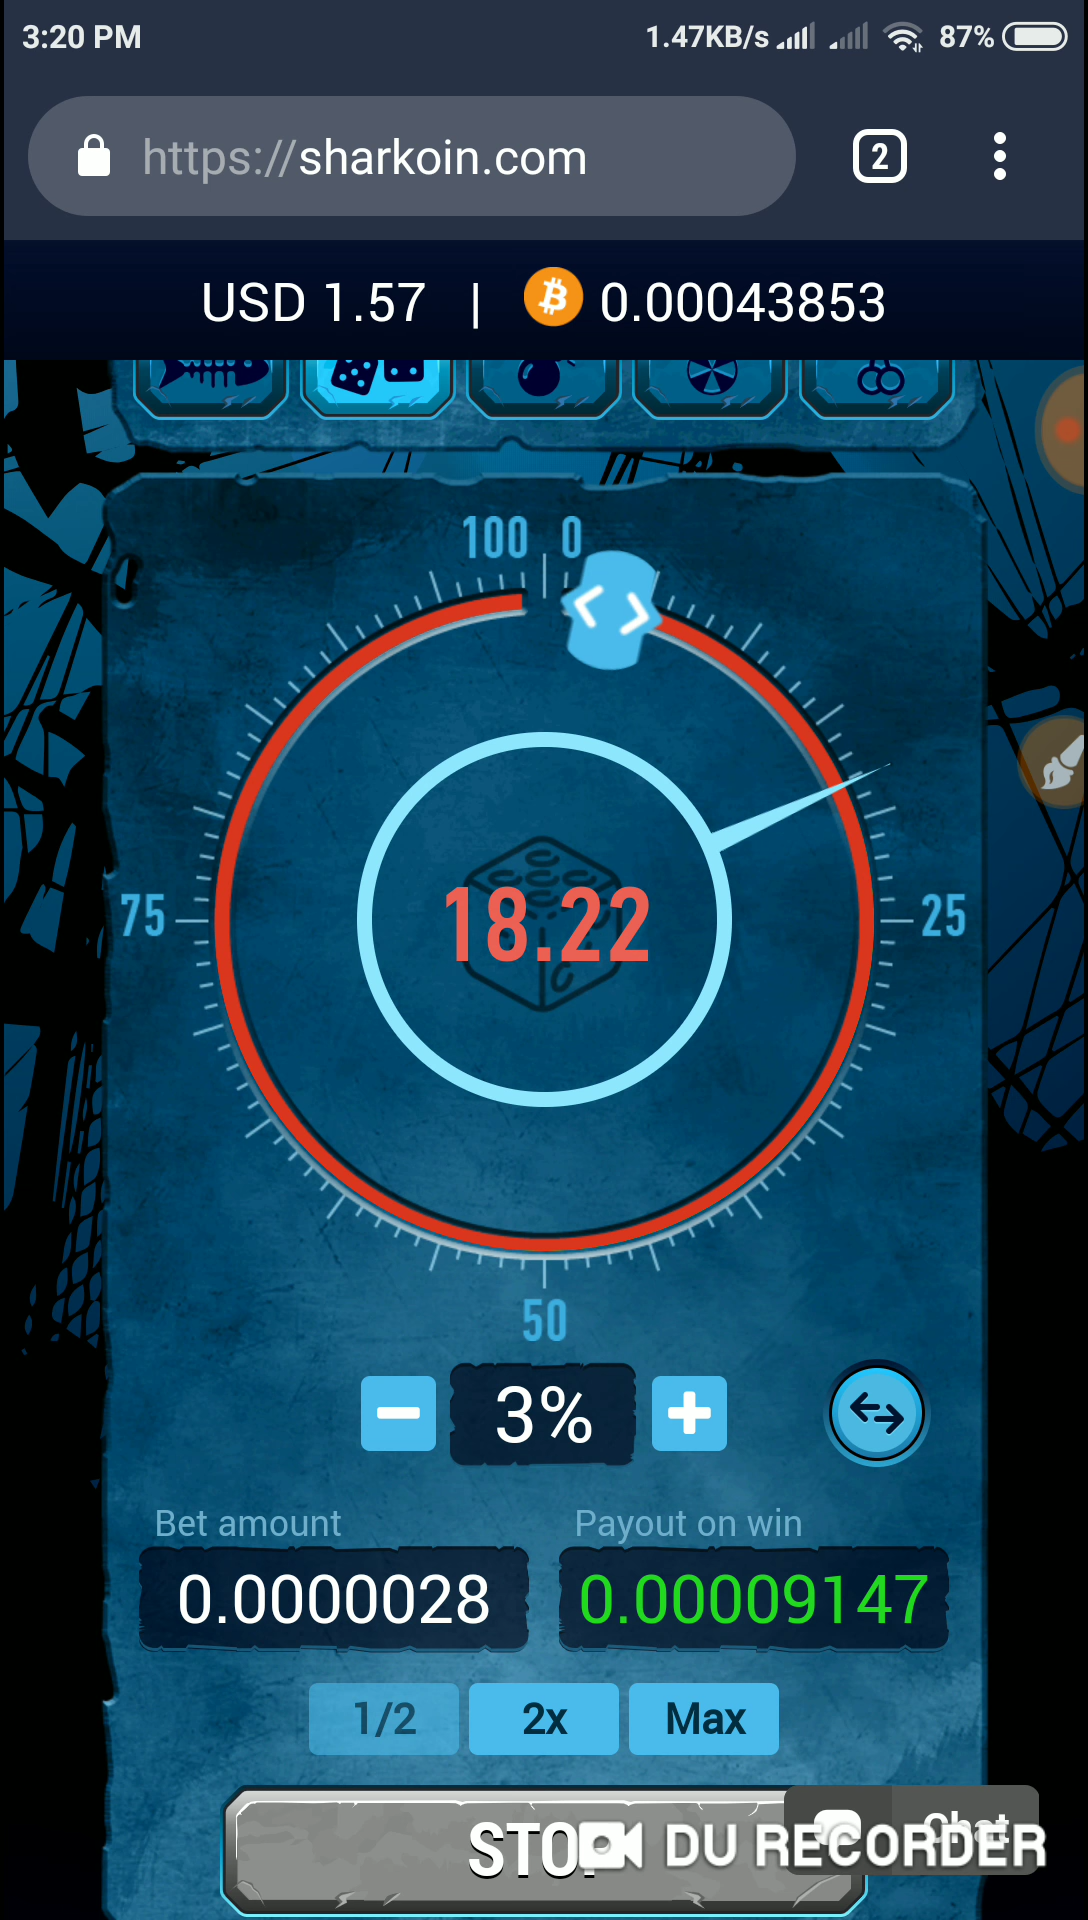 3:20 PM 1.47KB/s 87%
https://sharkoin.com 2
USD 1.57 | 0.00043853
100 0
75 18.22 25
50
3%
Bet amount Payout on win
0.0000028 0.00009147
1/2 2x Max
Chat
STOP DU RECORDER